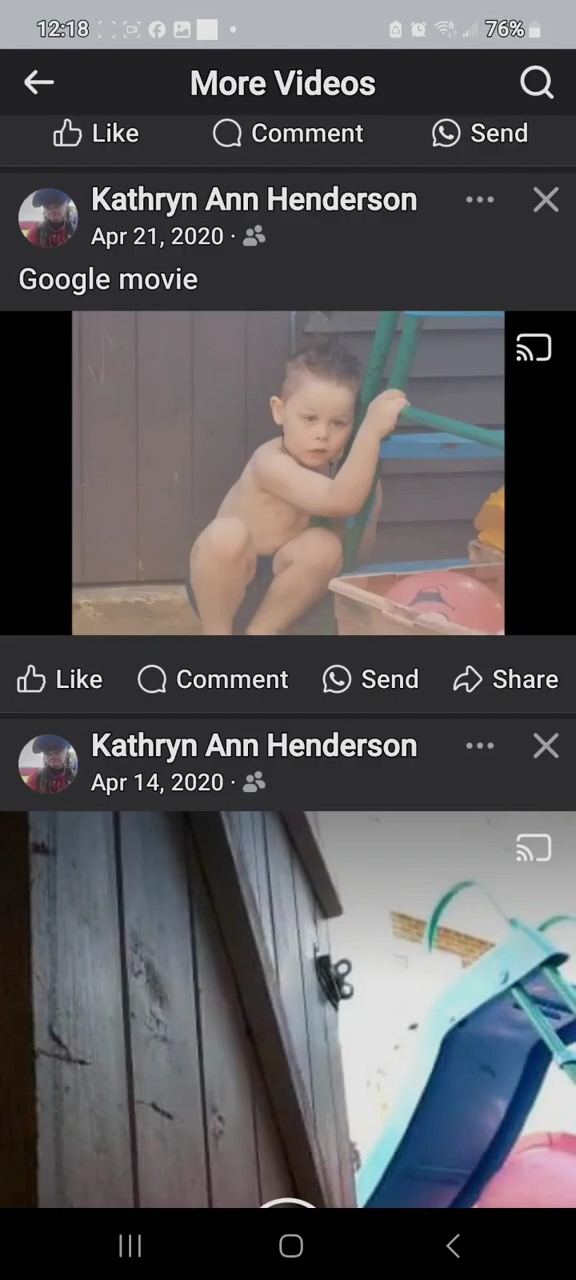 12:18 76%
More Videos
Like Comment Send
Kathryn Ann Henderson
Apr 21, 2020 ·
Google movie
Like Comment Send Share
Kathryn Ann Henderson
Apr 14, 2020 ·